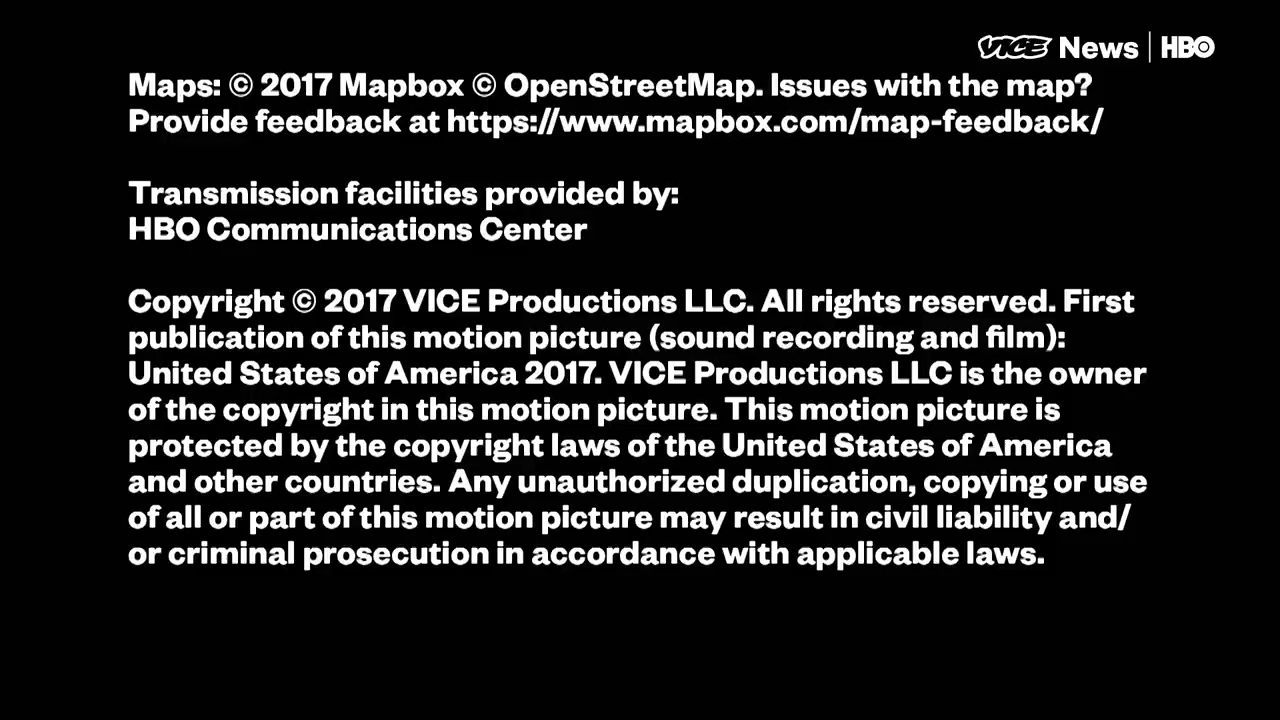 VICE News | HBO
Maps: © 2017 Mapbox © OpenStreetMap. Issues with the map?
Provide feedback at https://www.mapbox.com/map-feedback/
Transmission facilities provided by:
HBO Communications Center
Copyright © 2017 VICE Productions LLC. All rights reserved. First
publication of this motion picture (sound recording and film):
United States of America 2017. VICE Productions LLC is the owner
of the copyright in this motion picture. This motion picture is
protected by the copyright laws of the United States of America
and other countries. Any unauthorized duplication, copying or use
of all or part of this motion picture may result in civil liability and/
or criminal prosecution in accordance with applicable laws.